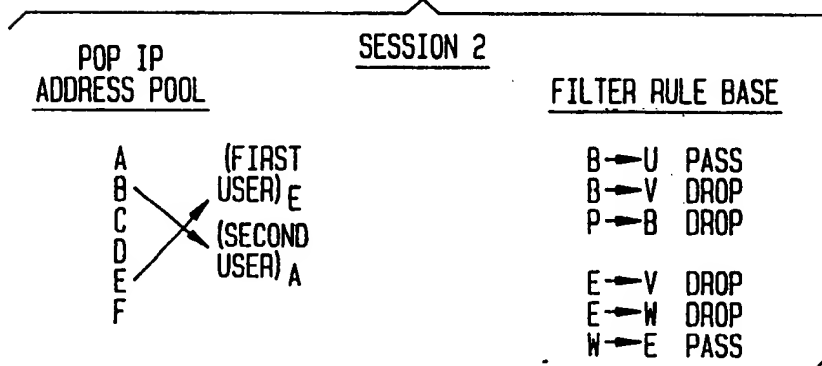 SESSION 2
POP IP
ADDRESS POOL
A
B
C
D
E
F
(FIRST
USER) E
(SECOND
USER) A
FILTER RULE BASE
B→U PASS
B→V DROP
P→B DROP
E→V DROP
E→W DROP
W→E PASS